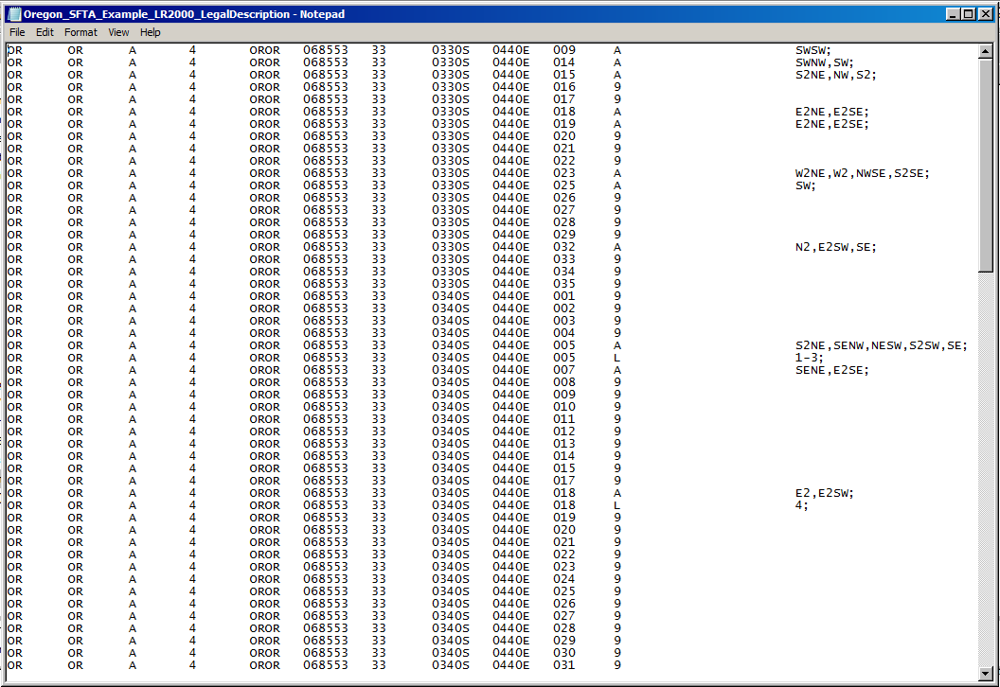 Oregon_SFTA_Example_LR2000_LegalDescription - Notepad
File Edit Format View Help
OR OR A 4 OROR 068553 33 0330S 0440E 009 A SWSW;
OR OR A 4 OROR 068553 33 0330S 0440E 014 A SWNW,SW;
OR OR A 4 OROR 068553 33 0330S 0440E 015 A S2NE,NW,S2;
OR OR A 4 OROR 068553 33 0330S 0440E 016 9
OR OR A 4 OROR 068553 33 0330S 0440E 017 9
OR OR A 4 OROR 068553 33 0330S 0440E 018 A E2NE,E2SE;
OR OR A 4 OROR 068553 33 0330S 0440E 019 A E2NE,E2SE;
OR OR A 4 OROR 068553 33 0330S 0440E 020 9
OR OR A 4 OROR 068553 33 0330S 0440E 021 9
OR OR A 4 OROR 068553 33 0330S 0440E 022 9
OR OR A 4 OROR 068553 33 0330S 0440E 023 A W2NE,W2,NWSE,S2SE;
OR OR A 4 OROR 068553 33 0330S 0440E 025 A SW;
OR OR A 4 OROR 068553 33 0330S 0440E 026 9
OR OR A 4 OROR 068553 33 0330S 0440E 027 9
OR OR A 4 OROR 068553 33 0330S 0440E 028 9
OR OR A 4 OROR 068553 33 0330S 0440E 029 9
OR OR A 4 OROR 068553 33 0330S 0440E 032 A N2,E2SW,SE;
OR OR A 4 OROR 068553 33 0330S 0440E 033 9
OR OR A 4 OROR 068553 33 0330S 0440E 034 9
OR OR A 4 OROR 068553 33 0330S 0440E 035 9
OR OR A 4 OROR 068553 33 0340S 0440E 001 9
OR OR A 4 OROR 068553 33 0340S 0440E 002 9
OR OR A 4 OROR 068553 33 0340S 0440E 003 9
OR OR A 4 OROR 068553 33 0340S 0440E 004 9
OR OR A 4 OROR 068553 33 0340S 0440E 005 A S2NE,SENW,NESW,S2SW,SE;
OR OR A 4 OROR 068553 33 0340S 0440E 005 L 1-3;
OR OR A 4 OROR 068553 33 0340S 0440E 007 A SENE,E2SE;
OR OR A 4 OROR 068553 33 0340S 0440E 008 9
OR OR A 4 OROR 068553 33 0340S 0440E 009 9
OR OR A 4 OROR 068553 33 0340S 0440E 010 9
OR OR A 4 OROR 068553 33 0340S 0440E 011 9
OR OR A 4 OROR 068553 33 0340S 0440E 012 9
OR OR A 4 OROR 068553 33 0340S 0440E 013 9
OR OR A 4 OROR 068553 33 0340S 0440E 014 9
OR OR A 4 OROR 068553 33 0340S 0440E 015 9
OR OR A 4 OROR 068553 33 0340S 0440E 017 9
OR OR A 4 OROR 068553 33 0340S 0440E 018 A E2,E2SW;
OR OR A 4 OROR 068553 33 0340S 0440E 018 L 4;
OR OR A 4 OROR 068553 33 0340S 0440E 019 9
OR OR A 4 OROR 068553 33 0340S 0440E 020 9
OR OR A 4 OROR 068553 33 0340S 0440E 021 9
OR OR A 4 OROR 068553 33 0340S 0440E 022 9
OR OR A 4 OROR 068553 33 0340S 0440E 023 9
OR OR A 4 OROR 068553 33 0340S 0440E 024 9
OR OR A 4 OROR 068553 33 0340S 0440E 025 9
OR OR A 4 OROR 068553 33 0340S 0440E 026 9
OR OR A 4 OROR 068553 33 0340S 0440E 027 9
OR OR A 4 OROR 068553 33 0340S 0440E 028 9
OR OR A 4 OROR 068553 33 0340S 0440E 029 9
OR OR A 4 OROR 068553 33 0340S 0440E 030 9
OR OR A 4 OROR 068553 33 0340S 0440E 031 9